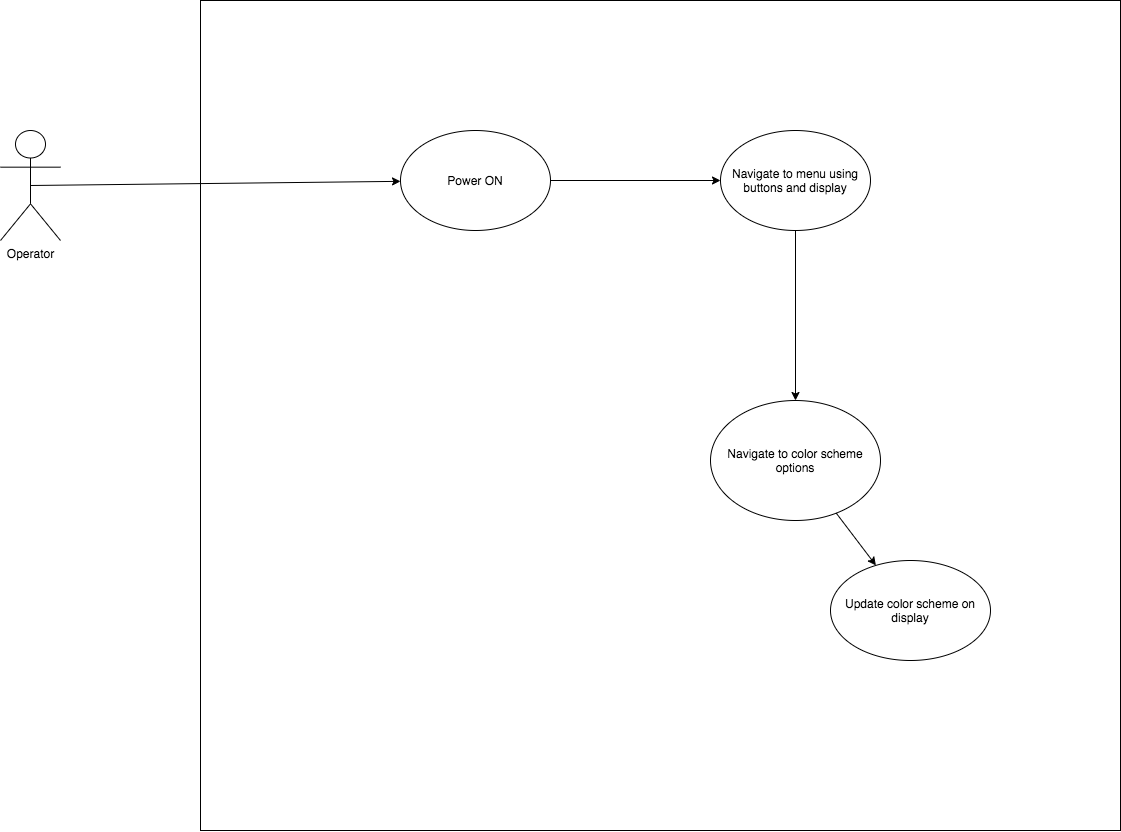 Power ON
Navigate to menu using
buttons and display
Operator
Navigate to color scheme
options
Update color scheme on
display